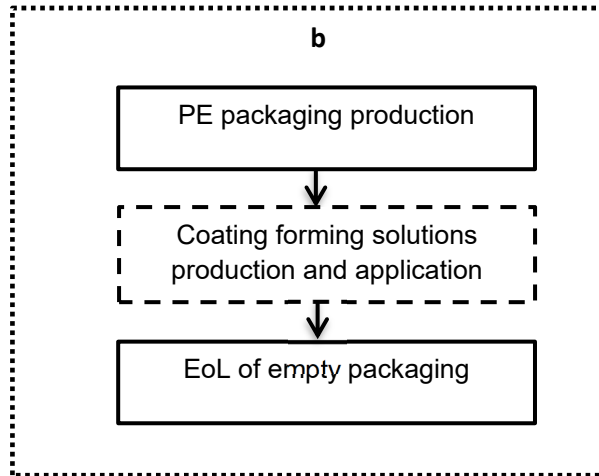 b
PE packaging production
Coating forming solutions
production and application
EoL of empty packaging